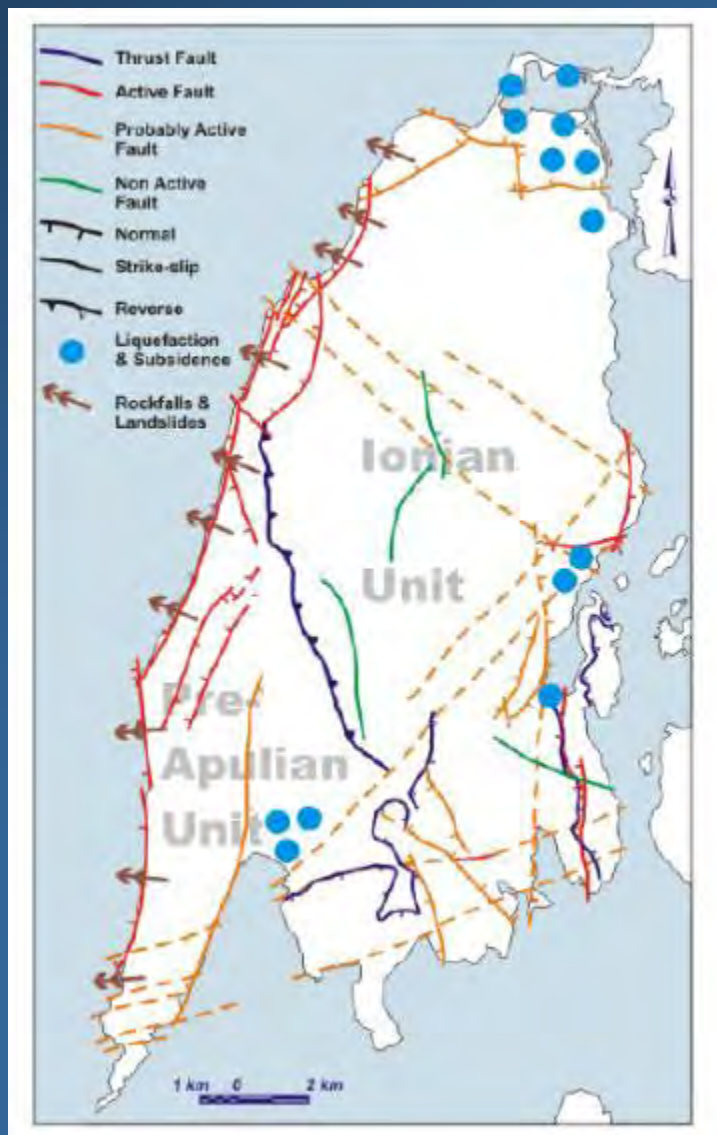 Thrust Fault
Active Fault
Probably Active
Fault
Non Active
Fault
Normal
Strike-slip
Reverse
Liquefaction
& Subsidence
Rockfalls &
Landslides
Ionian
Unit
Pre-
Apulian
Unit
1 km 0 2 km